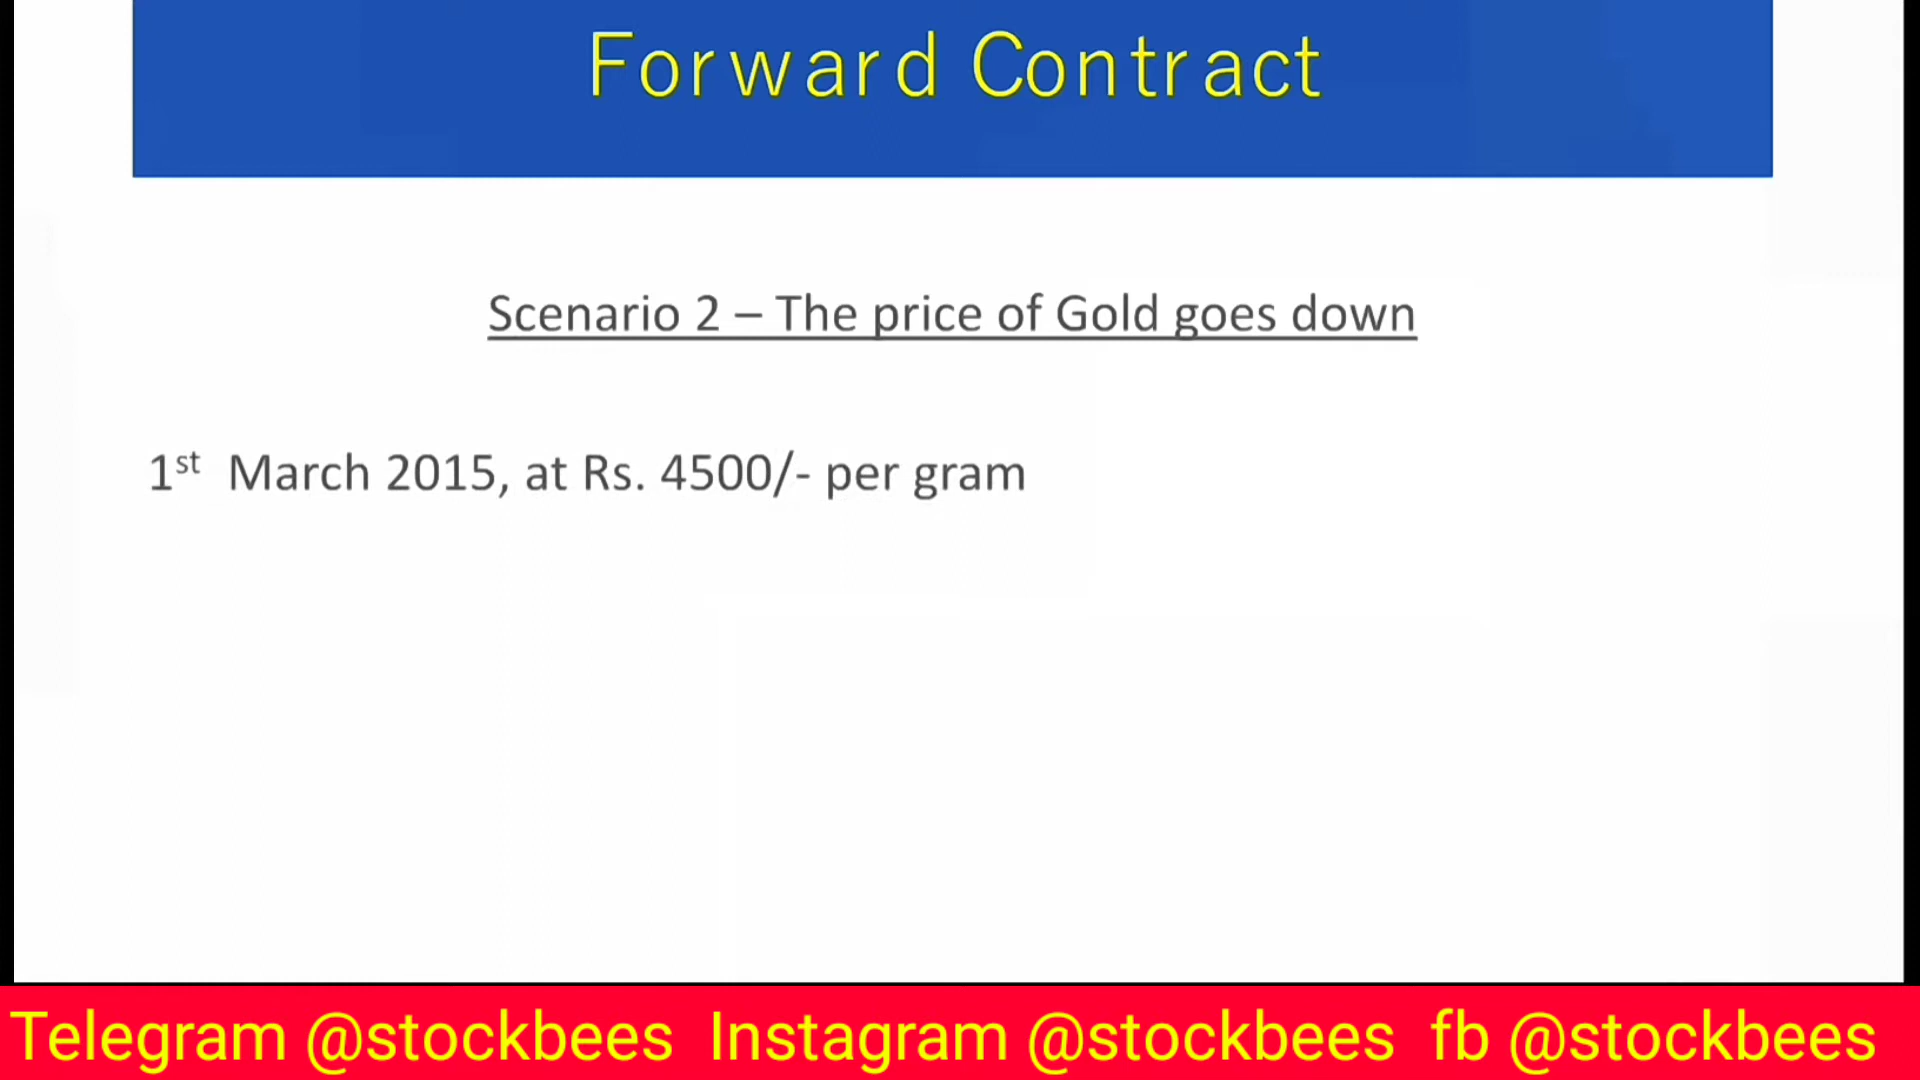 Forward Contract
Scenario 2 – The price of Gold goes down
1st March 2015, at Rs. 4500/- per gram
Telegram @stockbees Instagram @stockbees fb @stockbees